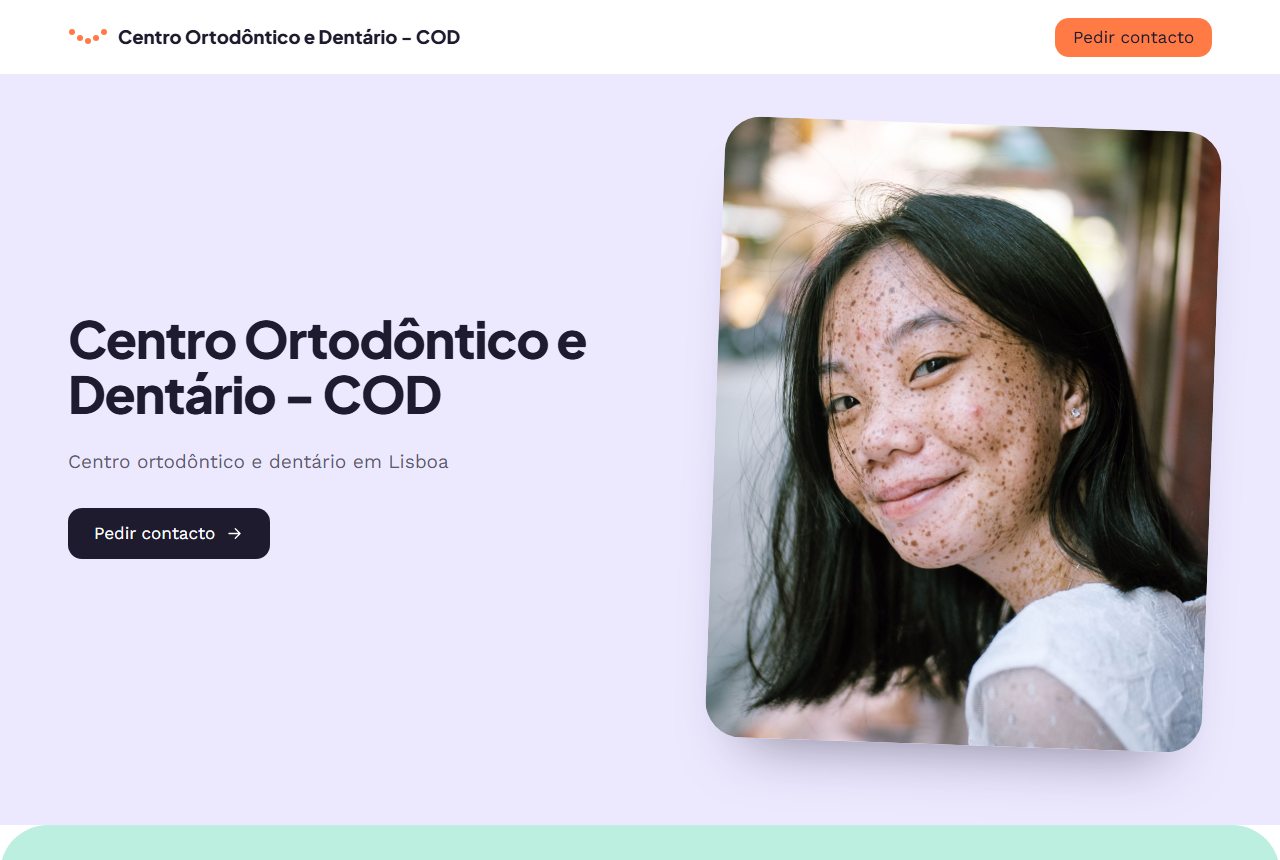 Centro Ortodôntico e Dentário – COD
Pedir contacto
Centro Ortodôntico e
Dentário – COD
Centro ortodôntico e dentário em Lisboa
Pedir contacto →